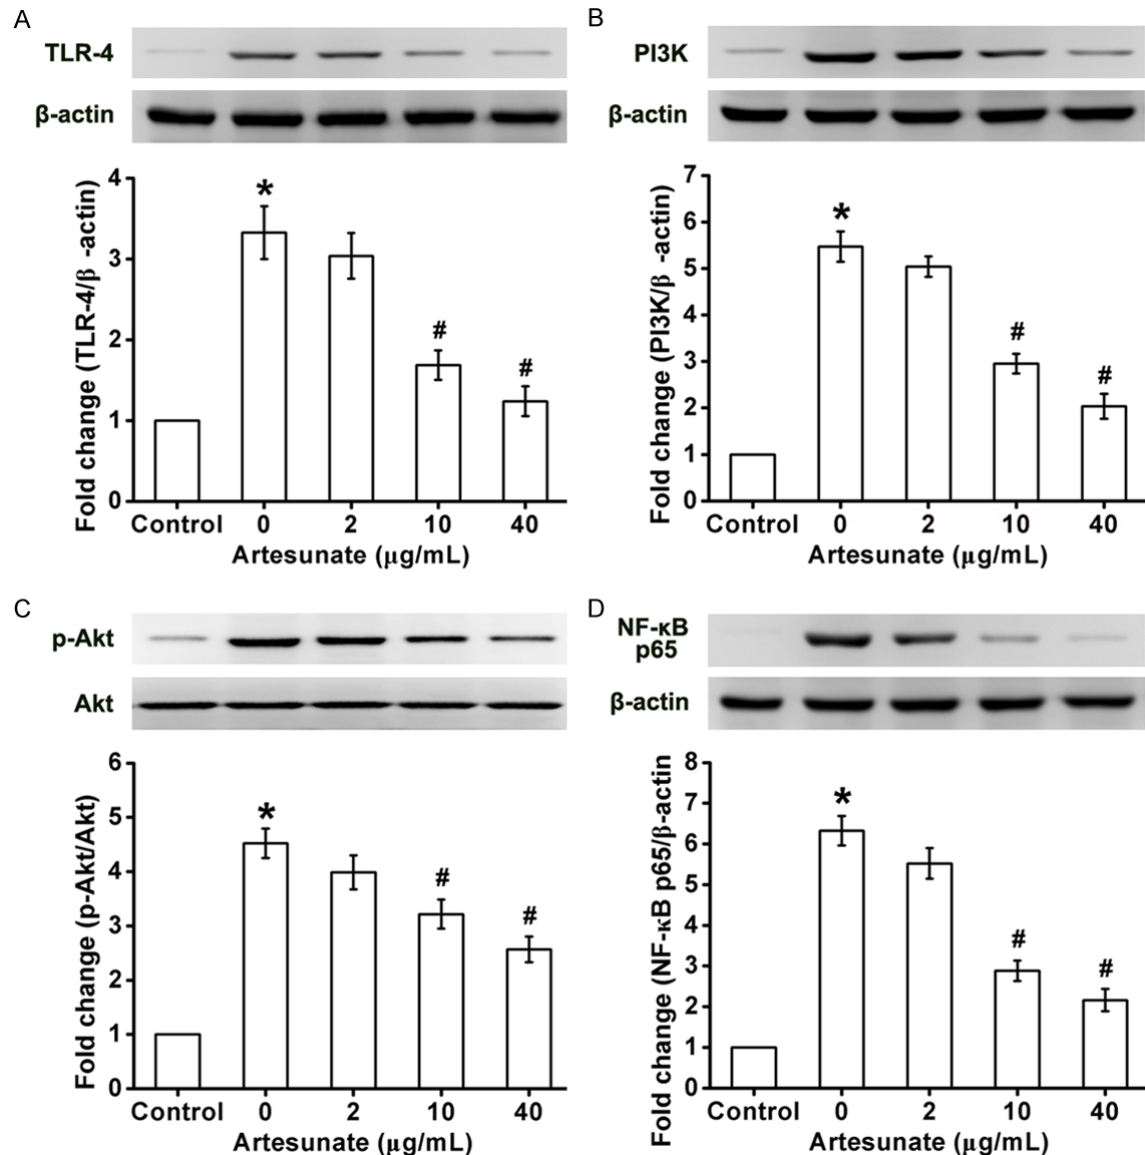 A
TLR-4
β-actin
Fold change (TLR-4/β -actin)
4
3
2
1
0
*
#
#
Control 0 2 10 40
Artesunate (μg/mL)
B
PI3K
β-actin
Fold change (PI3K/β -actin)
7
6
5
4
3
2
1
0
*
#
#
Control 0 2 10 40
Artesunate (μg/mL)
C
p-Akt
Akt
Fold change (p-Akt/Akt)
6
5
4
3
2
1
0
*
#
#
Control 0 2 10 40
Artesunate (μg/mL)
D
NF-κB
p65
β-actin
Fold change (NF-κB p65/β-actin
8
7
6
5
4
3
2
1
0
*
#
#
Control 0 2 10 40
Artesunate (μg/mL)